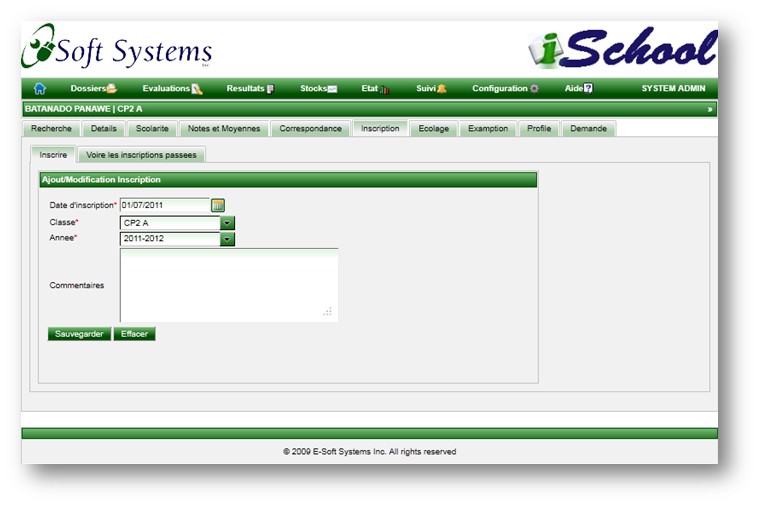 eSoft Systems
iSchool
Dossiers Evaluations Resultats Stocks Etat Suivi Configuration Aide SYSTEM ADMIN
BATANADO PANAWE | CP2 A »
Recherche Details Scolarite Notes et Moyennes Correspondance Inscription Ecolage Examption Profile Demande
Inscrire Voire les inscriptions passees
Ajout/Modification Inscription
Date d'inscription* 01/07/2011
Classe* CP2 A
Annee* 2011-2012
Commentaires
Sauvegarder Effacer
© 2009 E-Soft Systems Inc. All rights reserved